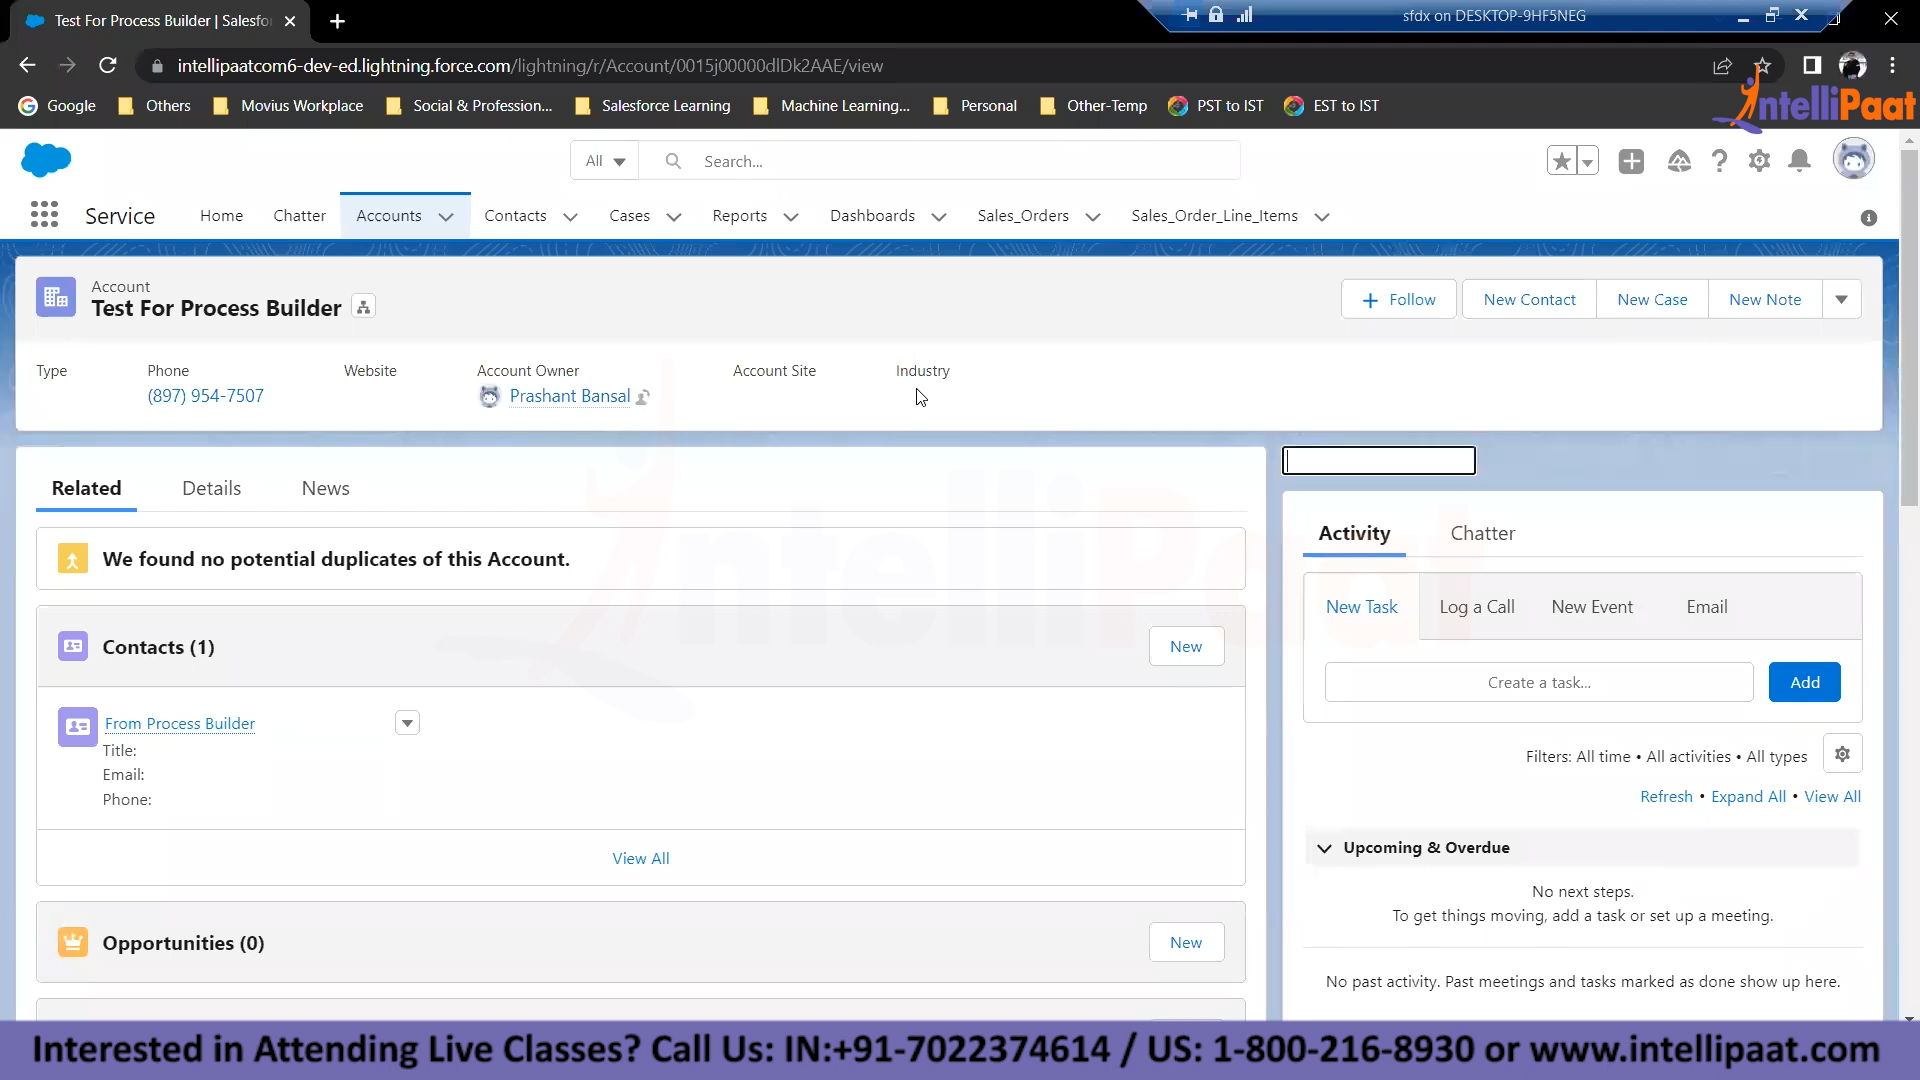 Test For Process Builder | Salesfo
sfdx on DESKTOP-9HF5NEG
intellipaatcom6-dev-ed.lightning.force.com/lightning/r/Account/0015j00000dlDk2AAE/view
Google Others Movius Workplace Social & Profession... Salesforce Learning Machine Learning... Personal Other-Temp PST to IST EST to IST
IntelliPaat
All Search...
Service Home Chatter Accounts Contacts Cases Reports Dashboards Sales_Orders Sales_Order_Line_Items
Account
Test For Process Builder
Follow New Contact New Case New Note
Type Phone Website Account Owner Account Site Industry
(897) 954-7507 Prashant Bansal
Related Details News
We found no potential duplicates of this Account.
Contacts (1) New
From Process Builder
Title:
Email:
Phone:
View All
Opportunities (0) New
Activity Chatter
New Task Log a Call New Event Email
Create a task... Add
Filters: All time • All activities • All types
Refresh • Expand All • View All
Upcoming & Overdue
No next steps.
To get things moving, add a task or set up a meeting.
No past activity. Past meetings and tasks marked as done show up here.
IntelliPaat
Interested in Attending Live Classes? Call Us: IN:+91-7022374614 / US: 1-800-216-8930 or www.intellipaat.com